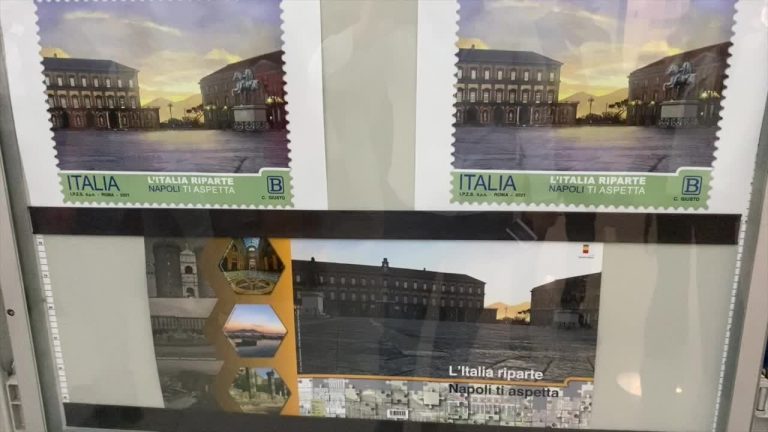 ITALIA
L'ITALIA RIPARTE
NAPOLI TI ASPETTA
B
I.P.Z.S. S.p.A. - ROMA - 2021
C. GIUSTO
ITALIA
L'ITALIA RIPARTE
NAPOLI TI ASPETTA
B
I.P.Z.S. S.p.A. - ROMA - 2021
C. GIUSTO
L'Italia riparte
Napoli ti aspetta